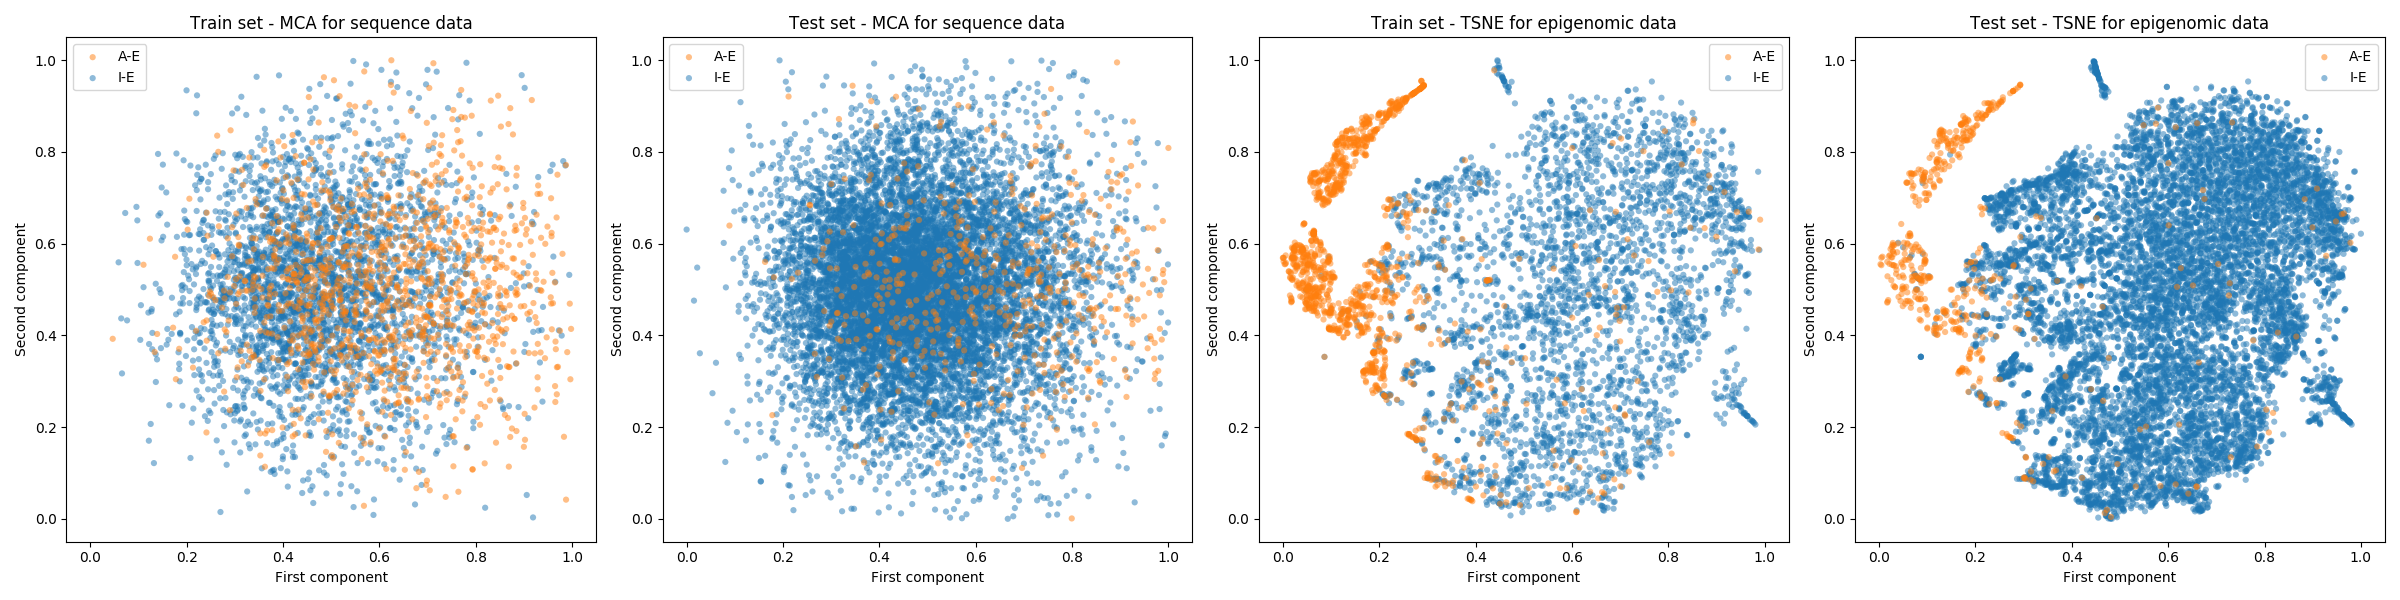 Train set - MCA for sequence data
A-E
I-E
1.0
0.8
0.6
0.4
0.2
0.0
Second component
0.0 0.2 0.4 0.6 0.8 1.0
First component
Test set - MCA for sequence data
A-E
I-E
1.0
0.8
0.6
0.4
0.2
0.0
Second component
0.0 0.2 0.4 0.6 0.8 1.0
First component
Train set - TSNE for epigenomic data
A-E
I-E
1.0
0.8
0.6
0.4
0.2
0.0
Second component
0.0 0.2 0.4 0.6 0.8 1.0
First component
Test set - TSNE for epigenomic data
A-E
I-E
1.0
0.8
0.6
0.4
0.2
0.0
Second component
0.0 0.2 0.4 0.6 0.8 1.0
First component